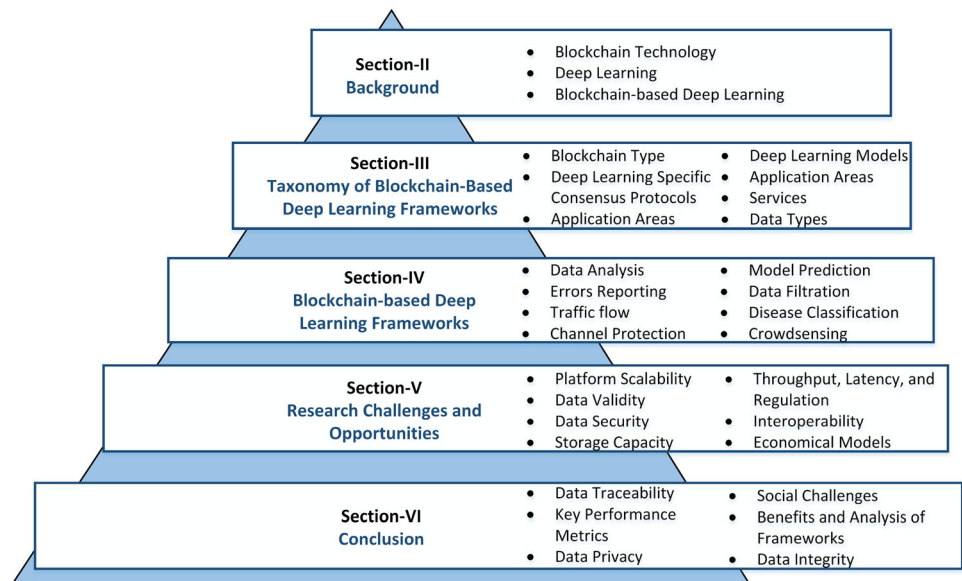 Section-II
Background
• Blockchain Technology
• Deep Learning
• Blockchain-based Deep Learning
Section-III
Taxonomy of Blockchain-Based
Deep Learning Frameworks
• Blockchain Type
• Deep Learning Specific
Consensus Protocols
• Application Areas
• Deep Learning Models
• Application Areas
• Services
• Data Types
Section-IV
Blockchain-based Deep
Learning Frameworks
• Data Analysis
• Errors Reporting
• Traffic flow
• Channel Protection
• Model Prediction
• Data Filtration
• Disease Classification
• Crowdsensing
Section-V
Research Challenges and
Opportunities
• Platform Scalability
• Data Validity
• Data Security
• Storage Capacity
• Throughput, Latency, and
Regulation
• Interoperability
• Economical Models
Section-VI
Conclusion
• Data Traceability
• Key Performance
Metrics
• Data Privacy
• Social Challenges
• Benefits and Analysis of
Frameworks
• Data Integrity